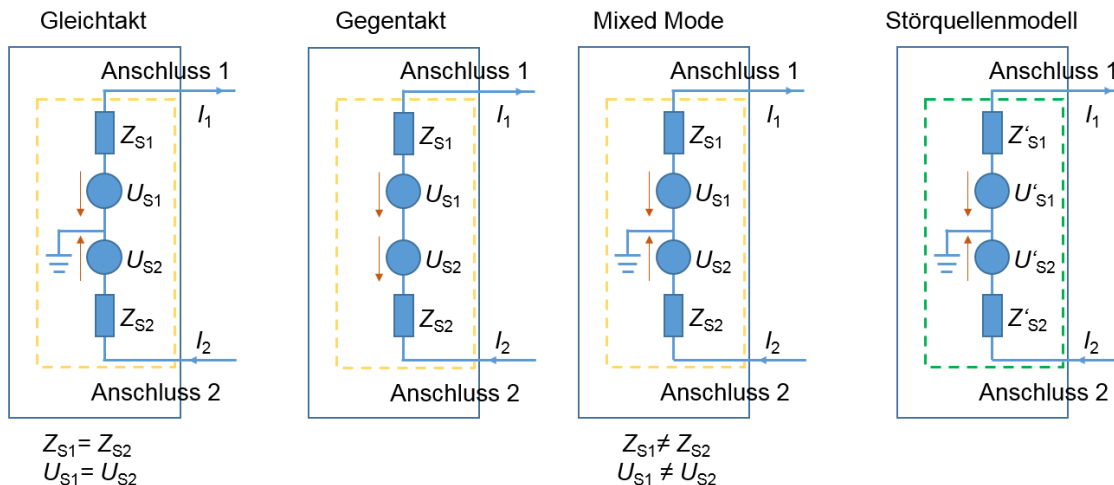 Gleichtakt
Anschluss 1
I1
ZS1
US1
US2
ZS2
I2
Anschluss 2
ZS1= ZS2
US1= US2
Gegentakt
Anschluss 1
I1
ZS1
US1
US2
ZS2
I2
Anschluss 2
Mixed Mode
Anschluss 1
I1
ZS1
US1
US2
ZS2
I2
Anschluss 2
ZS1≠ ZS2
US1 ≠ US2
Störquellenmodell
Anschluss 1
I1
Z‘S1
U‘S1
U‘S2
Z‘S2
I2
Anschluss 2